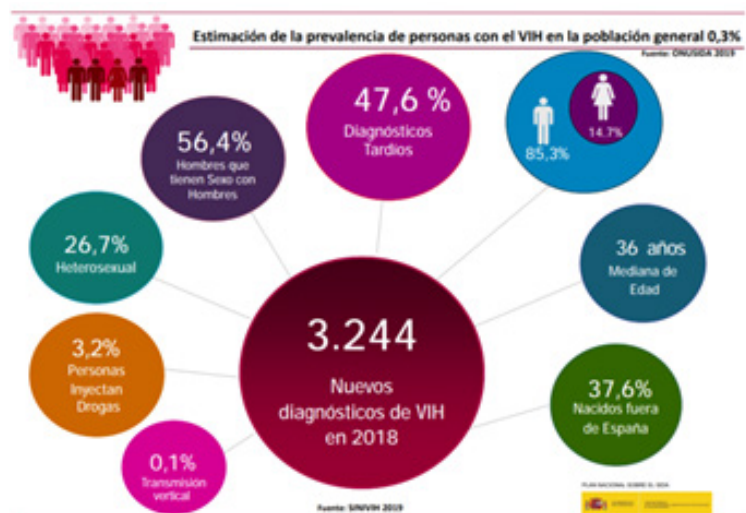 Estimación de la prevalencia de personas con el VIH en la población general 0,3%
Fuente: ONUSIDA 2019
47,6 %
Diagnósticos
Tardíos
56,4%
Hombres que
tienen Sexo con
Hombres
14,7%
85,3%
26,7%
Heterosexual
36 años
Mediana de
Edad
3.244
Nuevos
diagnósticos de VIH
en 2018
3,2%
Personas
Inyectan
Drogas
37,6%
Nacidos fuera
de España
0,1%
Transmisión
vertical
Fuente: SINIVIH 2019
PLAN NACIONAL SOBRE EL SIDA